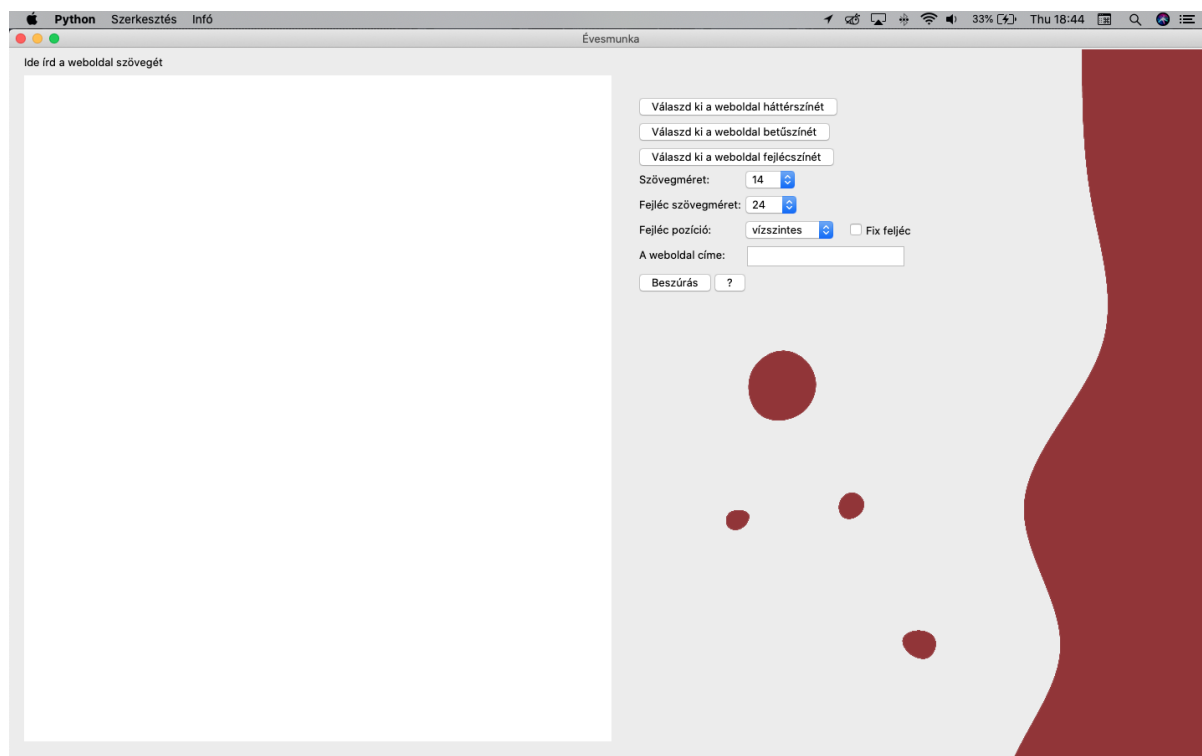 Python Szerkesztés Infó 33% Thu 18:44
Évesmunka
Ide írd a weboldal szövegét
Válaszd ki a weboldal háttérszínét
Válaszd ki a weboldal betűszínét
Válaszd ki a weboldal fejlécszínét
Szövegméret: 14
Fejléc szövegméret: 24
Fejléc pozíció: vízszintes Fix feljéc
A weboldal címe:
Beszúrás ?